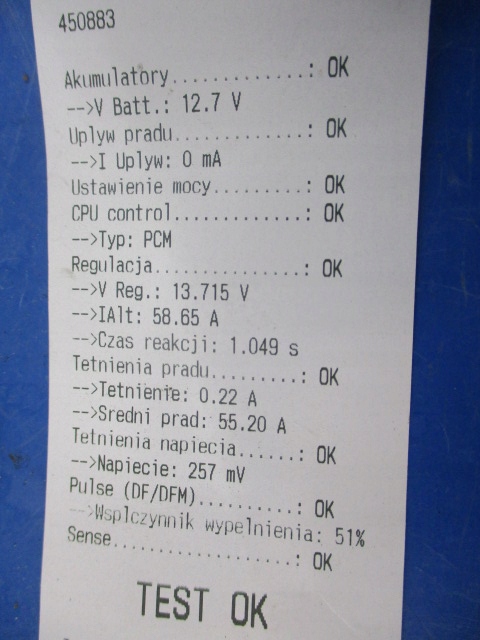 450883
Akumulatory.............: OK
-->V Batt.: 12.7 V
Uplyw pradu.............: OK
-->I Uplyw: 0 mA
Ustawienie mocy.........: OK
CPU control.............: OK
-->Typ: PCM
Regulacja...............: OK
-->V Reg.: 13.715 V
-->IAlt: 58.65 A
-->Czas reakcji: 1.049 s
Tetnienia pradu.........: OK
-->Tetnienie: 0.22 A
-->Sredni prad: 55.20 A
Tetnienia napiecia......: OK
-->Napiecie: 257 mV
Pulse (DF/DFM)..........: OK
-->Wsplczynnik wypelnienia: 51%
Sense...................: OK
TEST OK